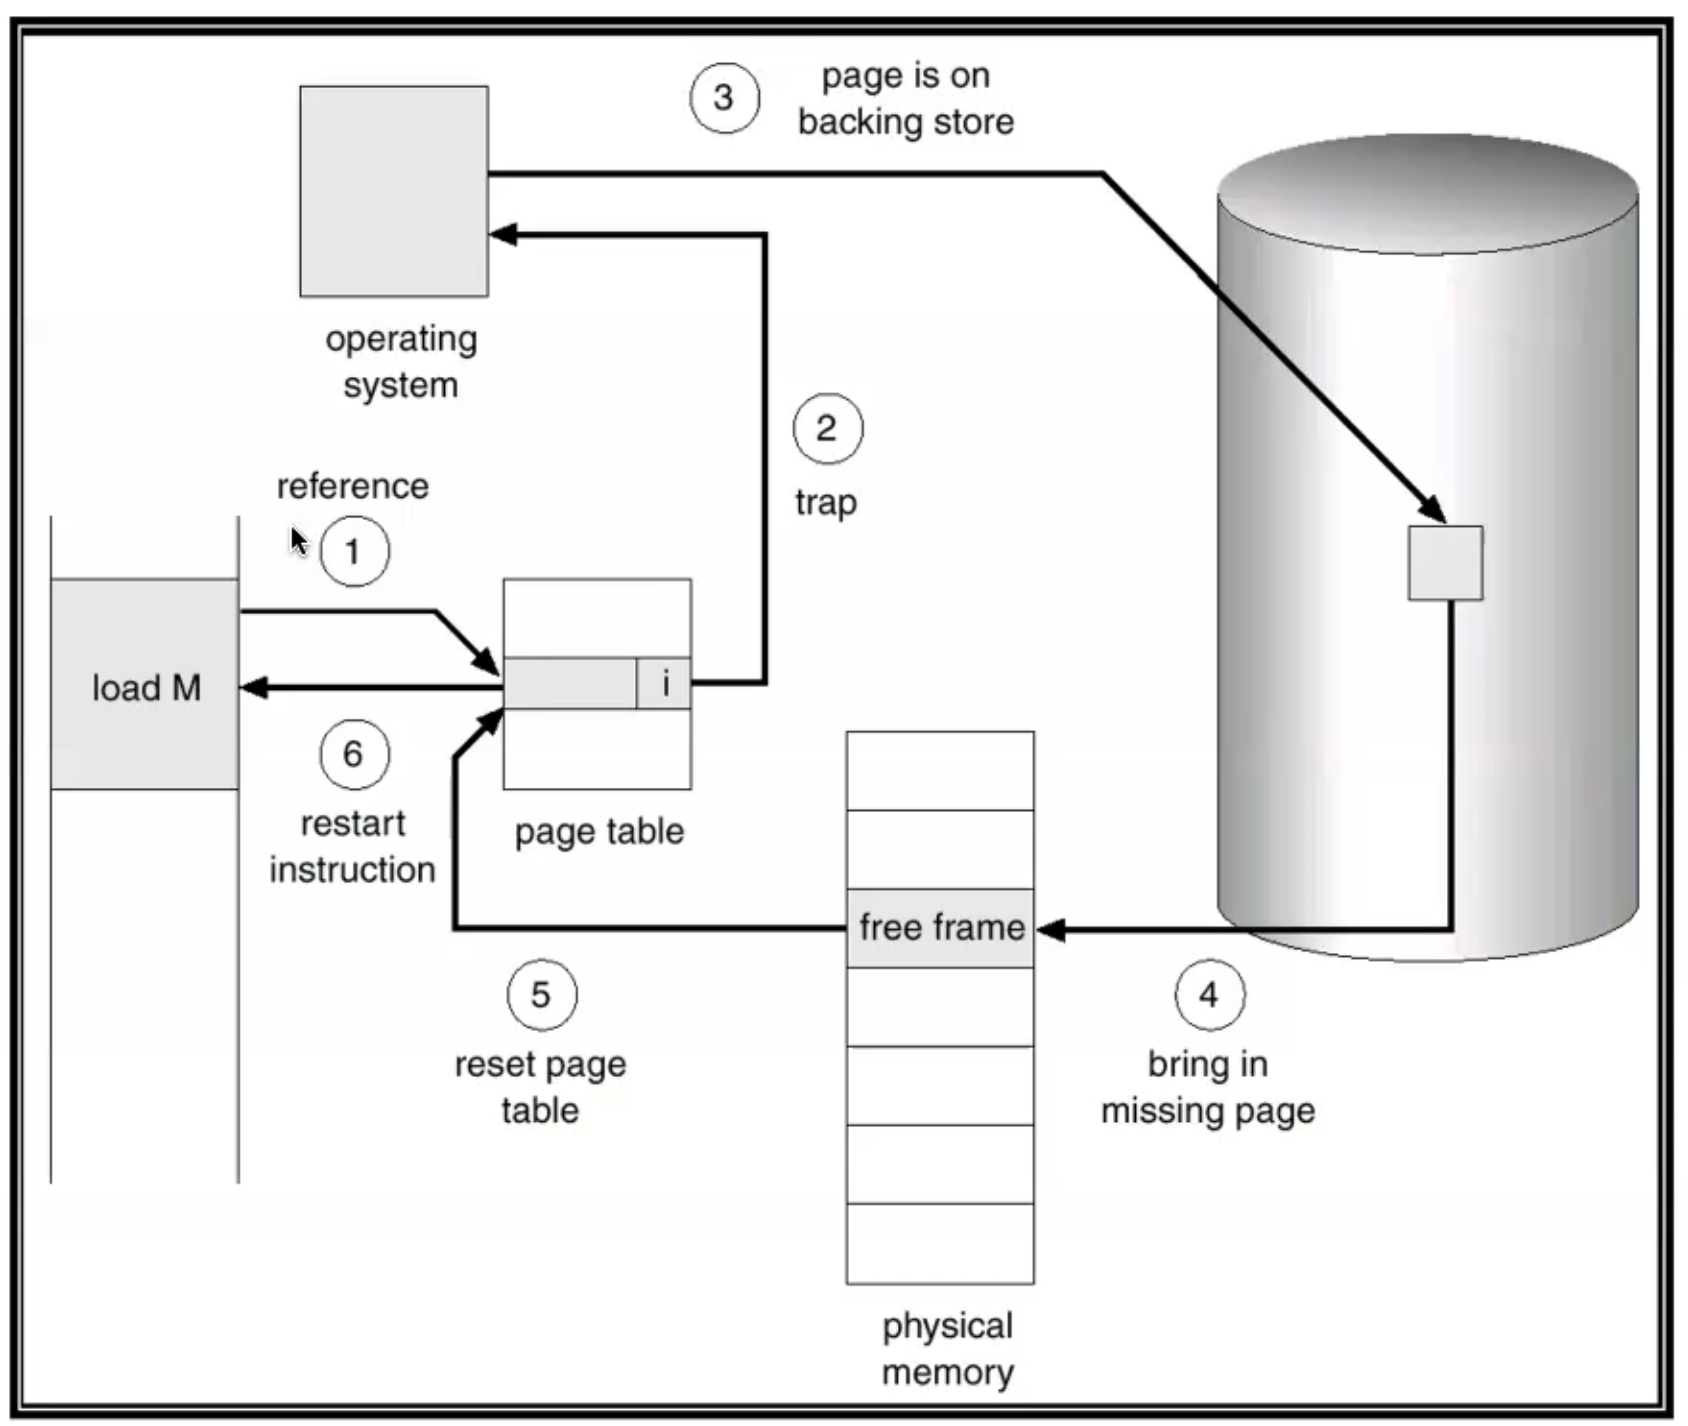 3
page is on
backing store
operating
system
2
trap
reference
1
load M
i
6
restart
instruction
page table
free frame
5
reset page
table
4
bring in
missing page
physical
memory